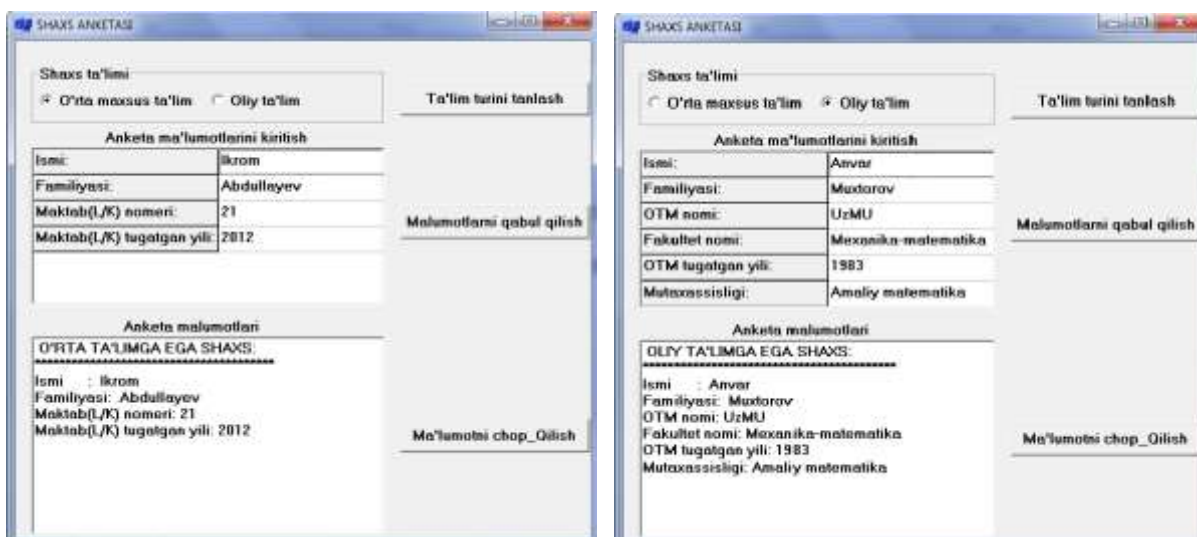 SHAXS ANKETASI
Shaxs ta'limi
O'rta maxsus ta'lim Oliy ta'lim
Ta'lim turini tanlash
Anketa ma'lumotlarini kiritish
Ismi: Ikrom
Familiyasi: Abdullayev
Maktab(L/K) nomeri: 21
Maktab(L/K) tugatgan yili: 2012
Malumotlarni qabul qilish
Anketa malumotlari
O'RTA TA'LIMGA EGA SHAXS:
Ismi : Ikrom
Familiyasi: Abdullayev
Maktab(L/K) nomeri: 21
Maktab(L/K) tugatgan yili: 2012
Ma'lumotni chop_Qilish
SHAXS ANKETASI
Shaxs ta'limi
O'rta maxsus ta'lim Oliy ta'lim
Ta'lim turini tanlash
Anketa ma'lumotlarini kiritish
Ismi: Anvar
Familiyasi: Muxtorov
OTM nomi: UzMU
Fakultet nomi: Mexanika-matematika
OTM tugatgan yili: 1983
Mutaxassisligi: Amaliy matematika
Malumotlarni qabul qilish
Anketa malumotlari
OLIY TA'LIMGA EGA SHAXS:
Ismi : Anvar
Familiyasi: Muxtorov
OTM nomi: UzMU
Fakultet nomi: Mexanika-matematika
OTM tugatgan yili: 1983
Mutaxassisligi: Amaliy matematika
Ma'lumotni chop_Qilish